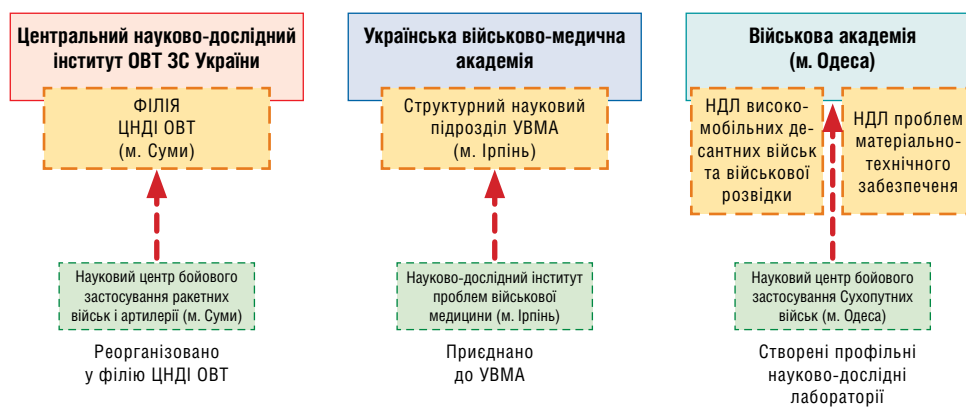 Центральний науково-дослідний
інститут ОВТ ЗС України
ФІЛІЯ
ЦНДІ ОВТ
(м. Суми)
Науковий центр бойового
застосування ракетних
військ і артилерії (м. Суми)
Реорганізовано
у філію ЦНДІ ОВТ
Українська військово-медична
академія
Структурний науковий
підрозділ УВМА
(м. Ірпінь)
Науково-дослідний інститут
проблем військової
медицини (м. Ірпінь)
Приєднано
до УВМА
Військова академія
(м. Одеса)
НДЛ високо-
мобільних де-
сантних військ
та військової
розвідки
НДЛ проблем
матеріально-
технічного
забезпеченя
Науковий центр бойового
застосування Сухопутних
військ (м. Одеса)
Створені профільні
науково-дослідні
лабораторії